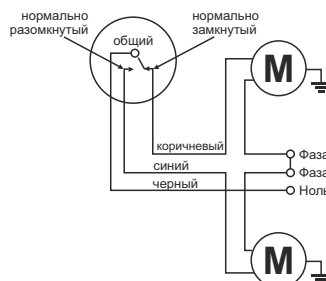 нормально
разомкнутый
нормально
замкнутый
общий
M
коричневый
Фаза
синий
Фаза
черный
Ноль
M